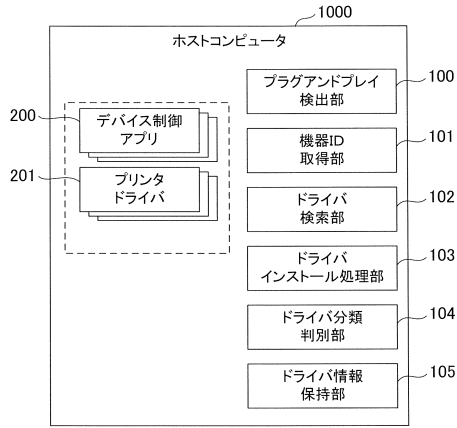 1000
ホストコンピュータ
200
デバイス制御
アプリ
201
プリンタ
ドライバ
プラグアンドプレイ
検出部
100
機器ID
取得部
101
ドライバ
検索部
102
ドライバ
インストール処理部
103
ドライバ分類
判別部
104
ドライバ情報
保持部
105